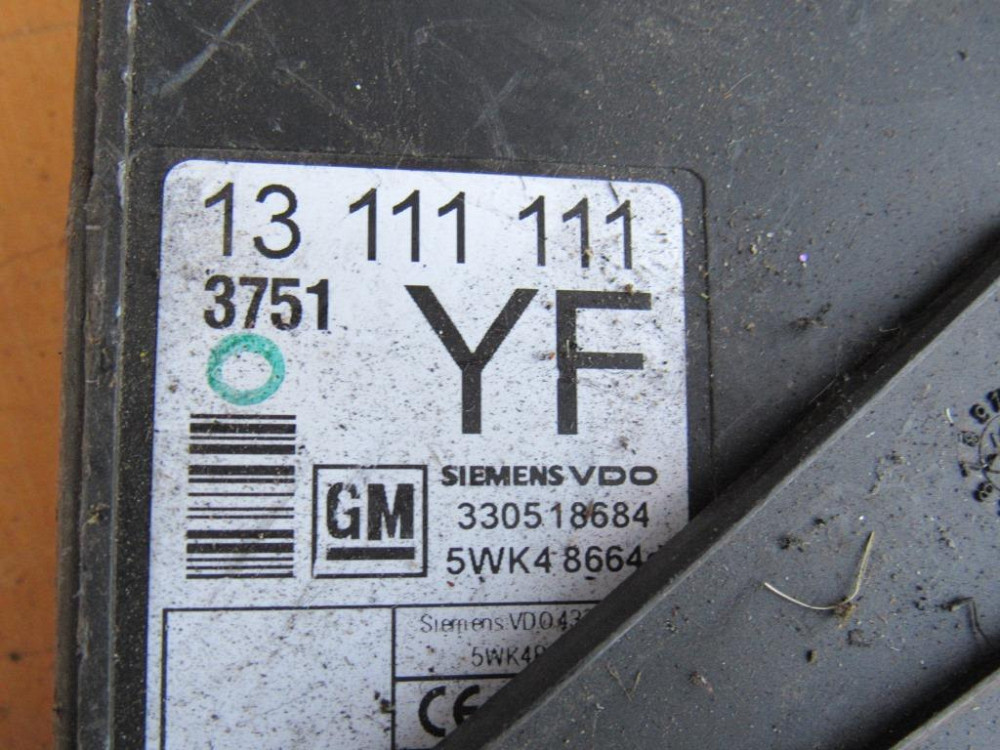 13 111 111
3751
YF
GM
SIEMENS VDO
330518684
5WK4 8664
Siemens VDO
CE